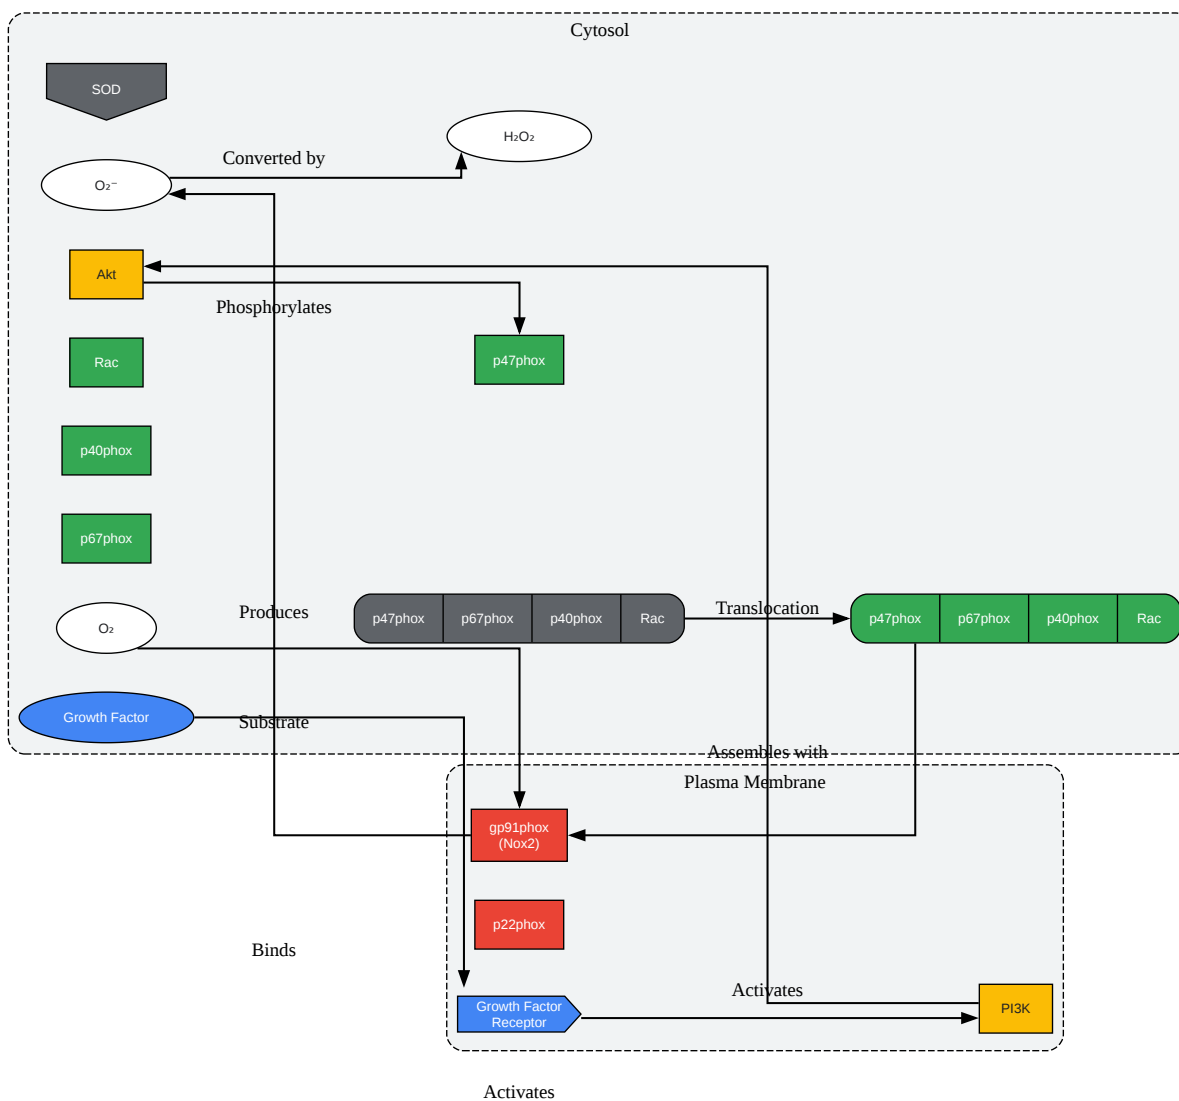 Cytosol
SOD
H₂O₂
Converted by
O₂⁻
Akt
Phosphorylates
Rac
p47phox
p40phox
p67phox
Produces
O₂
p47phox
p67phox
p40phox
Rac
Translocation
p47phox
p67phox
p40phox
Rac
Growth Factor
Substrate
Assembles with
Plasma Membrane
gp91phox
(Nox2)
p22phox
Binds
Activates
Growth Factor
Receptor
PI3K
Activates